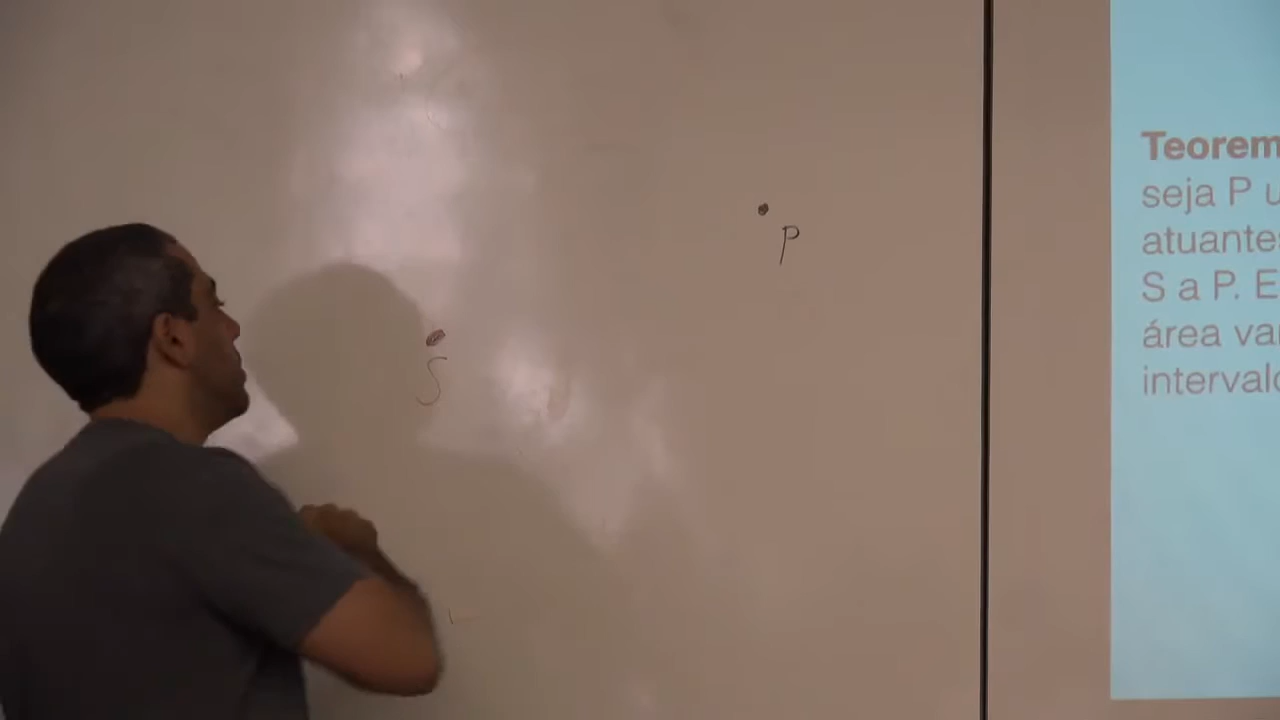 P
S
Teorem
seja P u
atuante
S a P. E
área va
intervalo